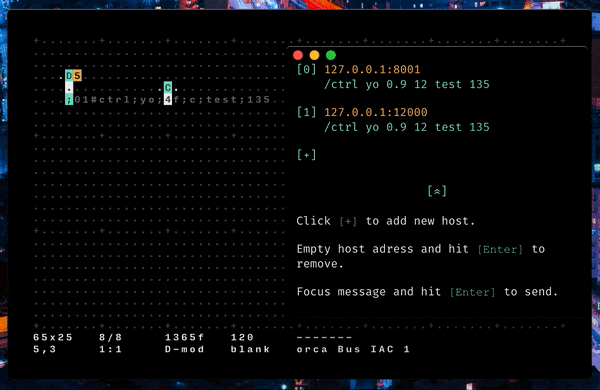 D5
. C.
;01#ctrl;yo;4f;c;test;135
[0] 127.0.0.1:8001
/ctrl yo 0.9 12 test 135
[1] 127.0.0.1:12000
/ctrl yo 0.9 12 test 135
[+]
[⌃]
Click [+] to add new host.
Empty host adress and hit [Enter] to
remove.
Focus message and hit [Enter] to send.
65x25 8/8 1365f 120 -------
5,3 1:1 D-mod blank orca Bus IAC 1